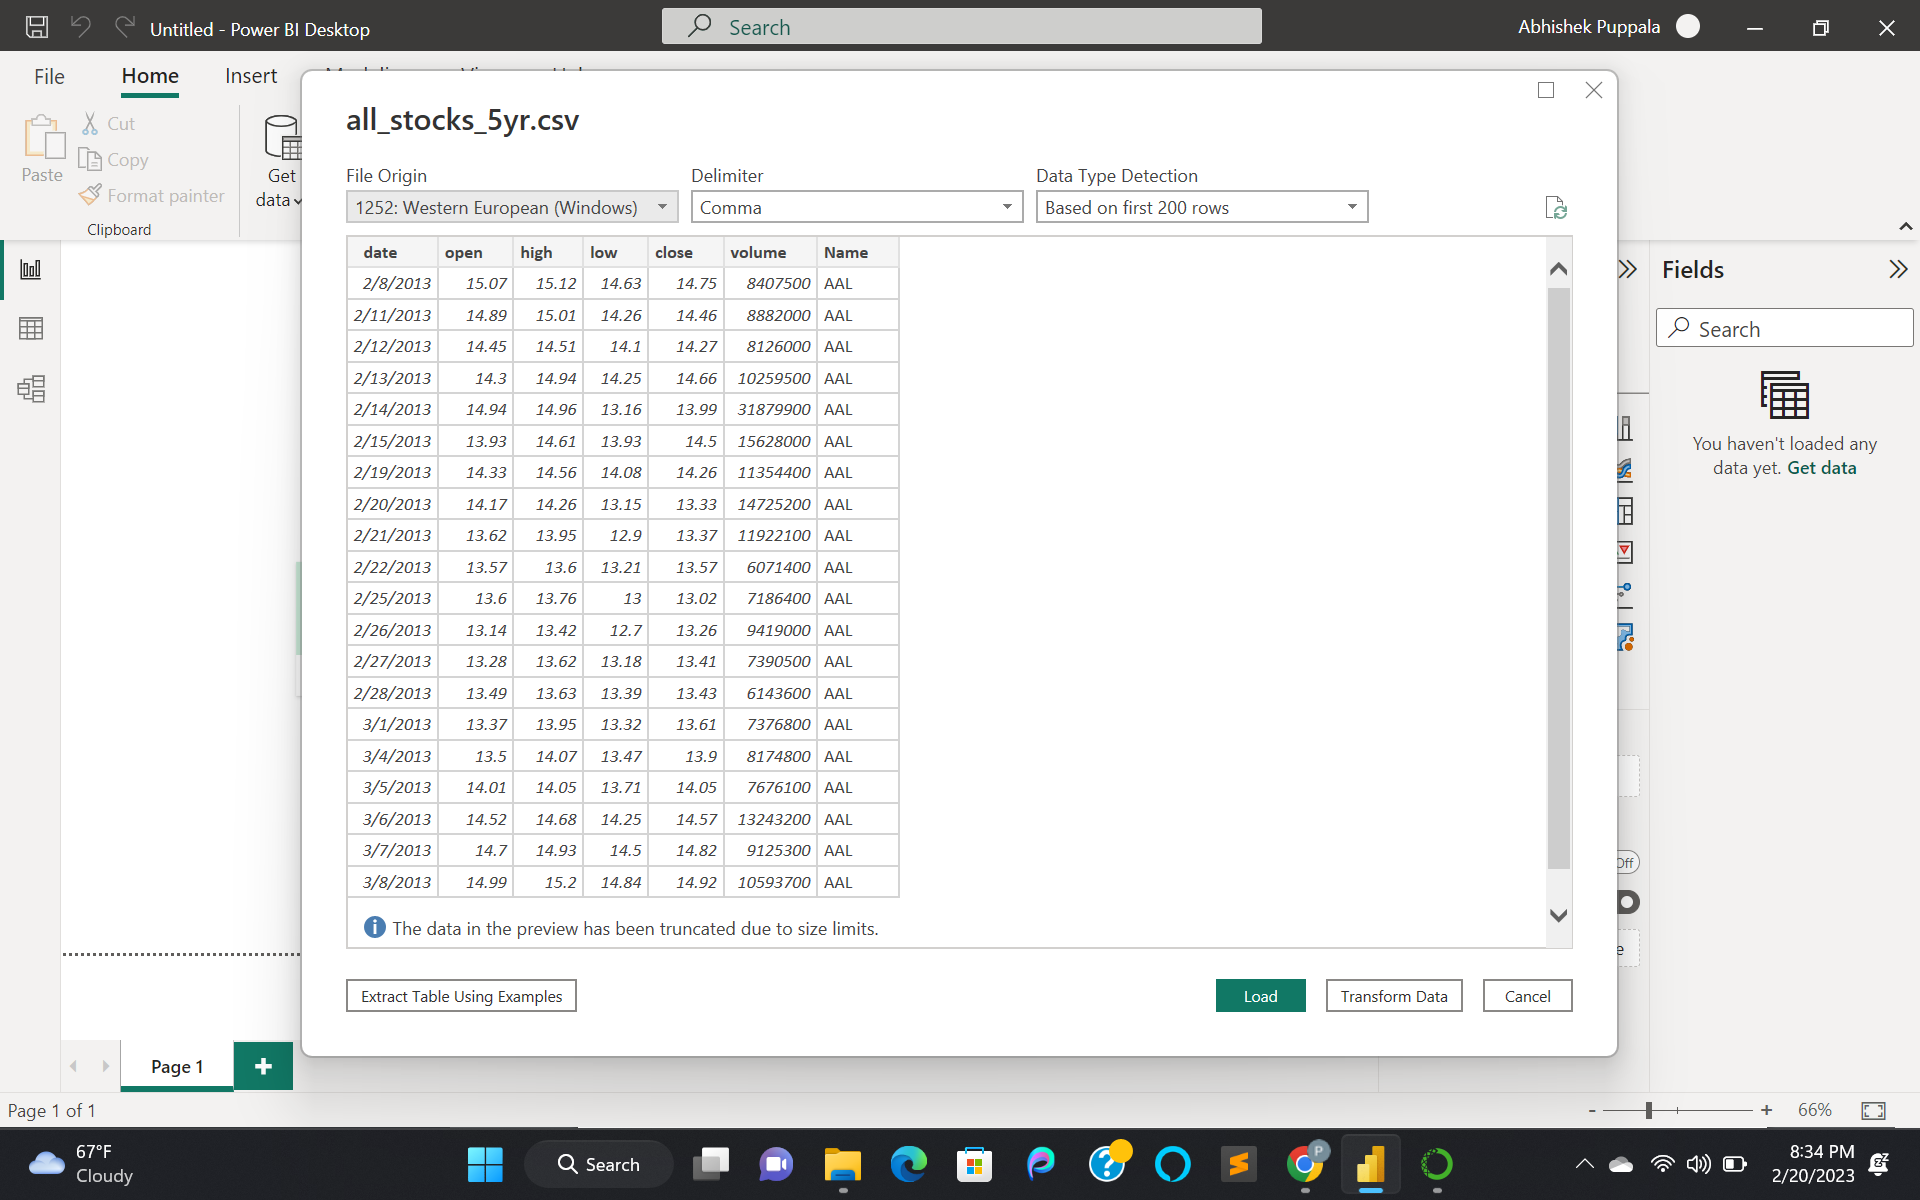 Untitled - Power BI Desktop
Search
Abhishek Puppala
File
Home
Insert
Paste
Cut
Copy
Format painter
Clipboard
Get
data
all_stocks_5yr.csv
File Origin
Delimiter
Data Type Detection
1252: Western European (Windows)
Comma
Based on first 200 rows
date open high low close volume Name
2/8/2013 15.07 15.12 14.63 14.75 8407500 AAL
2/11/2013 14.89 15.01 14.26 14.46 8882000 AAL
2/12/2013 14.45 14.51 14.1 14.27 8126000 AAL
2/13/2013 14.3 14.94 14.25 14.66 10259500 AAL
2/14/2013 14.94 14.96 13.16 13.99 31879900 AAL
2/15/2013 13.93 14.61 13.93 14.5 15628000 AAL
2/19/2013 14.33 14.56 14.08 14.26 11354400 AAL
2/20/2013 14.17 14.26 13.15 13.33 14725200 AAL
2/21/2013 13.62 13.95 12.9 13.37 11922100 AAL
2/22/2013 13.57 13.6 13.21 13.57 6071400 AAL
2/25/2013 13.6 13.76 13 13.02 7186400 AAL
2/26/2013 13.14 13.42 12.7 13.26 9419000 AAL
2/27/2013 13.28 13.62 13.18 13.41 7390500 AAL
2/28/2013 13.49 13.63 13.39 13.43 6143600 AAL
3/1/2013 13.37 13.95 13.32 13.61 7376800 AAL
3/4/2013 13.5 14.07 13.47 13.9 8174800 AAL
3/5/2013 14.01 14.05 13.71 14.05 7676100 AAL
3/6/2013 14.52 14.68 14.25 14.57 13243200 AAL
3/7/2013 14.7 14.93 14.5 14.82 9125300 AAL
3/8/2013 14.99 15.2 14.84 14.92 10593700 AAL
The data in the preview has been truncated due to size limits.
Extract Table Using Examples
Load
Transform Data
Cancel
Fields
Search
You haven't loaded any
data yet. Get data
Off
e
Page 1
+
Page 1 of 1
- + 66%
67°F
Cloudy
Search
P
8:34 PM
2/20/2023